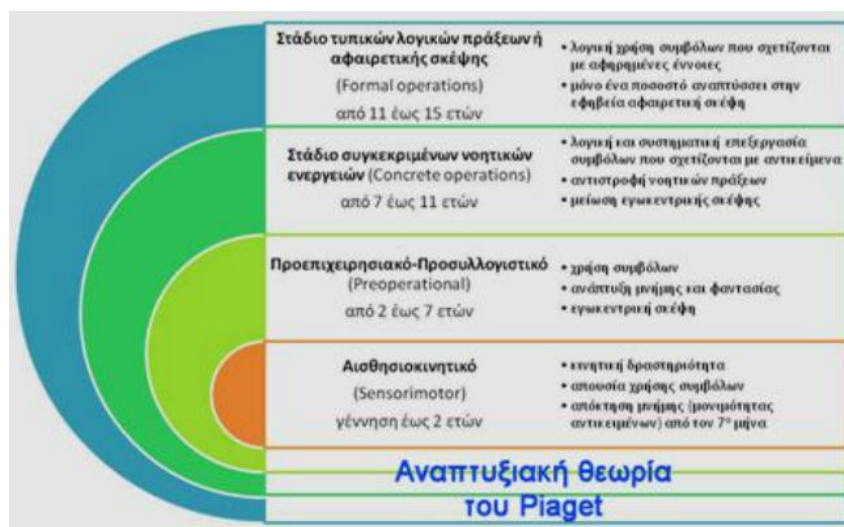 Στάδιο τυπικών λογικών πράξεων ή
αφαιρετικής σκέψης
(Formal operations)
από 11 έως 15 ετών
• λογική χρήση συμβόλων που σχετίζονται
με αφηρημένες έννοιες
• μόνο ένα ποσοστό αναπτύσσει στην
εφηβεία αφαιρετική σκέψη
Στάδιο συγκεκριμένων νοητικών
ενεργειών (Concrete operations)
από 7 έως 11 ετών
• λογική και συστηματική επεξεργασία
συμβόλων που σχετίζονται με αντικείμενα
• αντιστροφή νοητικών πράξεων
• μείωση εγωκεντρικής σκέψης
Προεπιχειρησιακό-Προσυλλογιστικό
(Preoperational)
από 2 έως 7 ετών
• χρήση συμβόλων
• ανάπτυξη μνήμης και φαντασίας
• εγωκεντρική σκέψη
Αισθησιοκινητικό
(Sensorimotor)
γέννηση έως 2 ετών
• κινητική δραστηριότητα
• απουσία χρήσης συμβόλων
• απόκτηση μνήμης (μονιμότητας
αντικειμένων) από τον 7ο μήνα
Αναπτυξιακή θεωρία
του Piaget